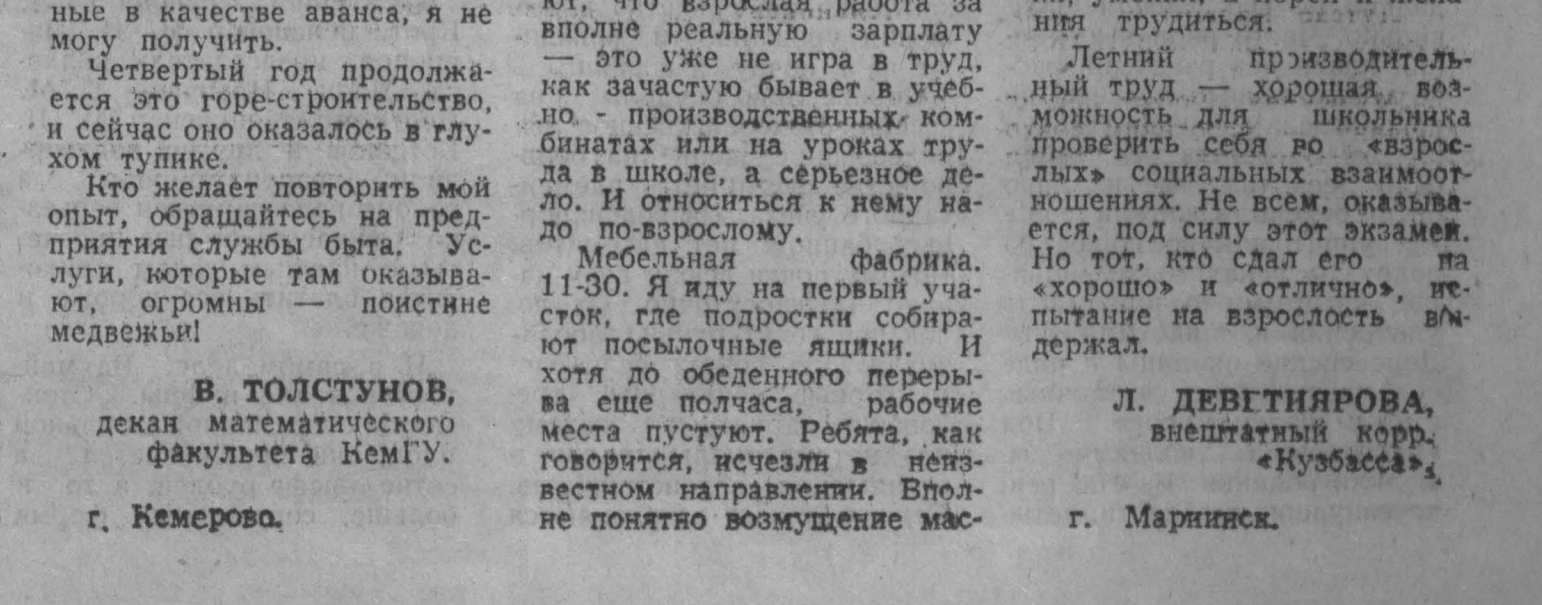 ные в качестве аванса, я не
могу получить.
Четвертый год продолжа-
ется это горе-строительство,
и сейчас оно оказалось в глу-
хом тупике.
Кто желает повторить мой
опыт, обращайтесь на пред-
приятия службы быта. Ус-
луги, которые там оказыва-
ют, огромны — поистине
медвежьи!
В. ТОЛСТУНОВ,
декан математического
факультета КемГУ.
г. Кемерово.
ют, что взрослая работа за
вполне реальную зарплату
— это уже не игра в труд,
как зачастую бывает в учеб-
но - производственных ком-
бинатах или на уроках тру-
да в школе, а серьезное де-
ло. И относиться к нему на-
до по-взрослому.
Мебельная фабрика.
11-30. Я иду на первый уча-
сток, где подростки собира-
ют посылочные ящики. И
хотя до обеденного переры-
ва еще полчаса, рабочие
места пустуют. Ребята, как
говорится, исчезли в неиз-
вестном направлении. Впол-
не понятно возмущение мас-
ния трудиться.
Летний производитель-
ный труд — хорошая воз-
можность для школьника
проверить себя во «взрос-
лых» социальных взаимоот-
ношениях. Не всем, оказыва-
ется, под силу этот экзамен.
Но тот, кто сдал его на
«хорошо» и «отлично», ис-
пытание на взрослость вы-
держал.
Л. ДЕВГТИЯРОВА,
внештатный корр.
«Кузбасса».
г. Мариинск.